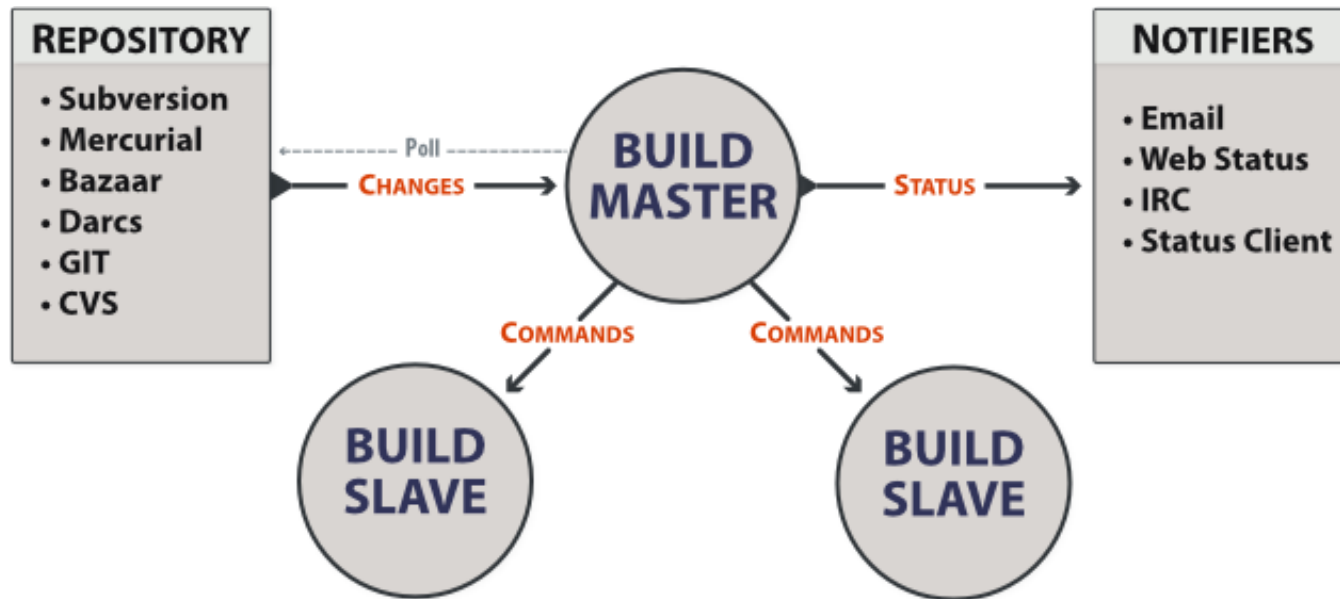 REPOSITORY
• Subversion
• Mercurial
• Bazaar
• Darcs
• GIT
• CVS
Poll
CHANGES
BUILD
MASTER
STATUS
NOTIFIERS
• Email
• Web Status
• IRC
• Status Client
COMMANDS
COMMANDS
BUILD
SLAVE
BUILD
SLAVE